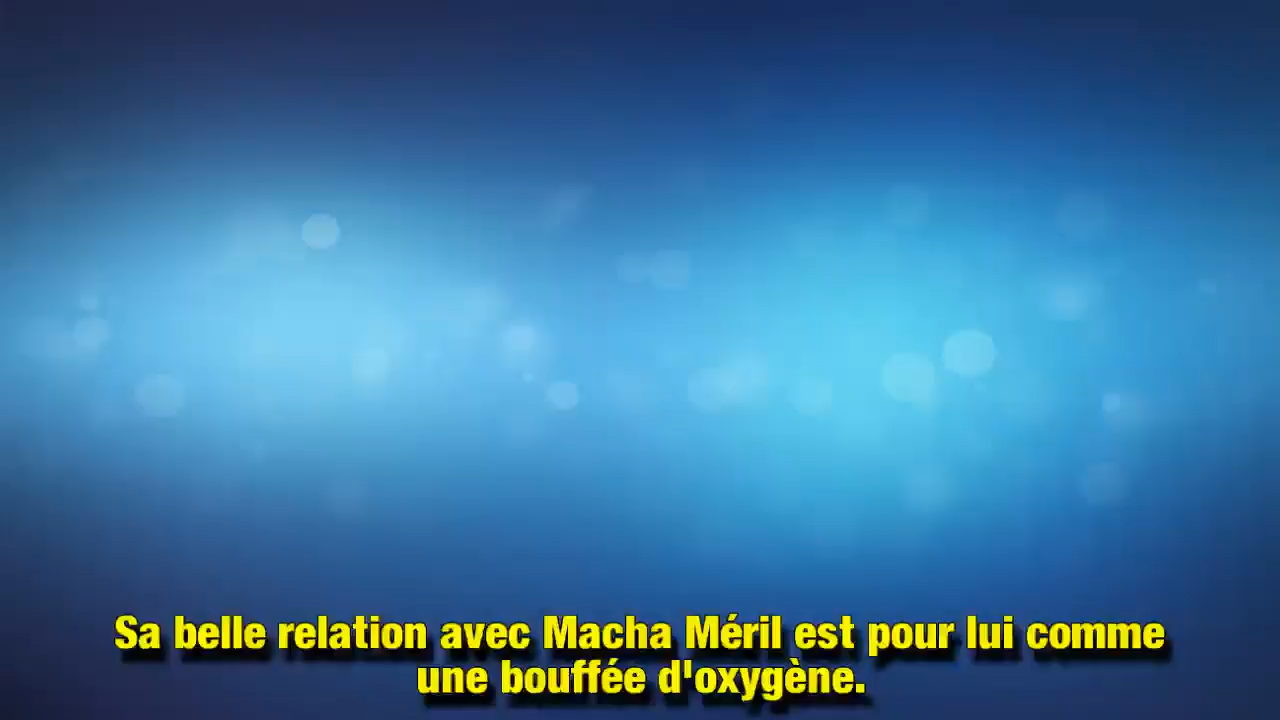 Sa belle relation avec Macha Méril est pour lui comme
une bouffée d'oxygène.